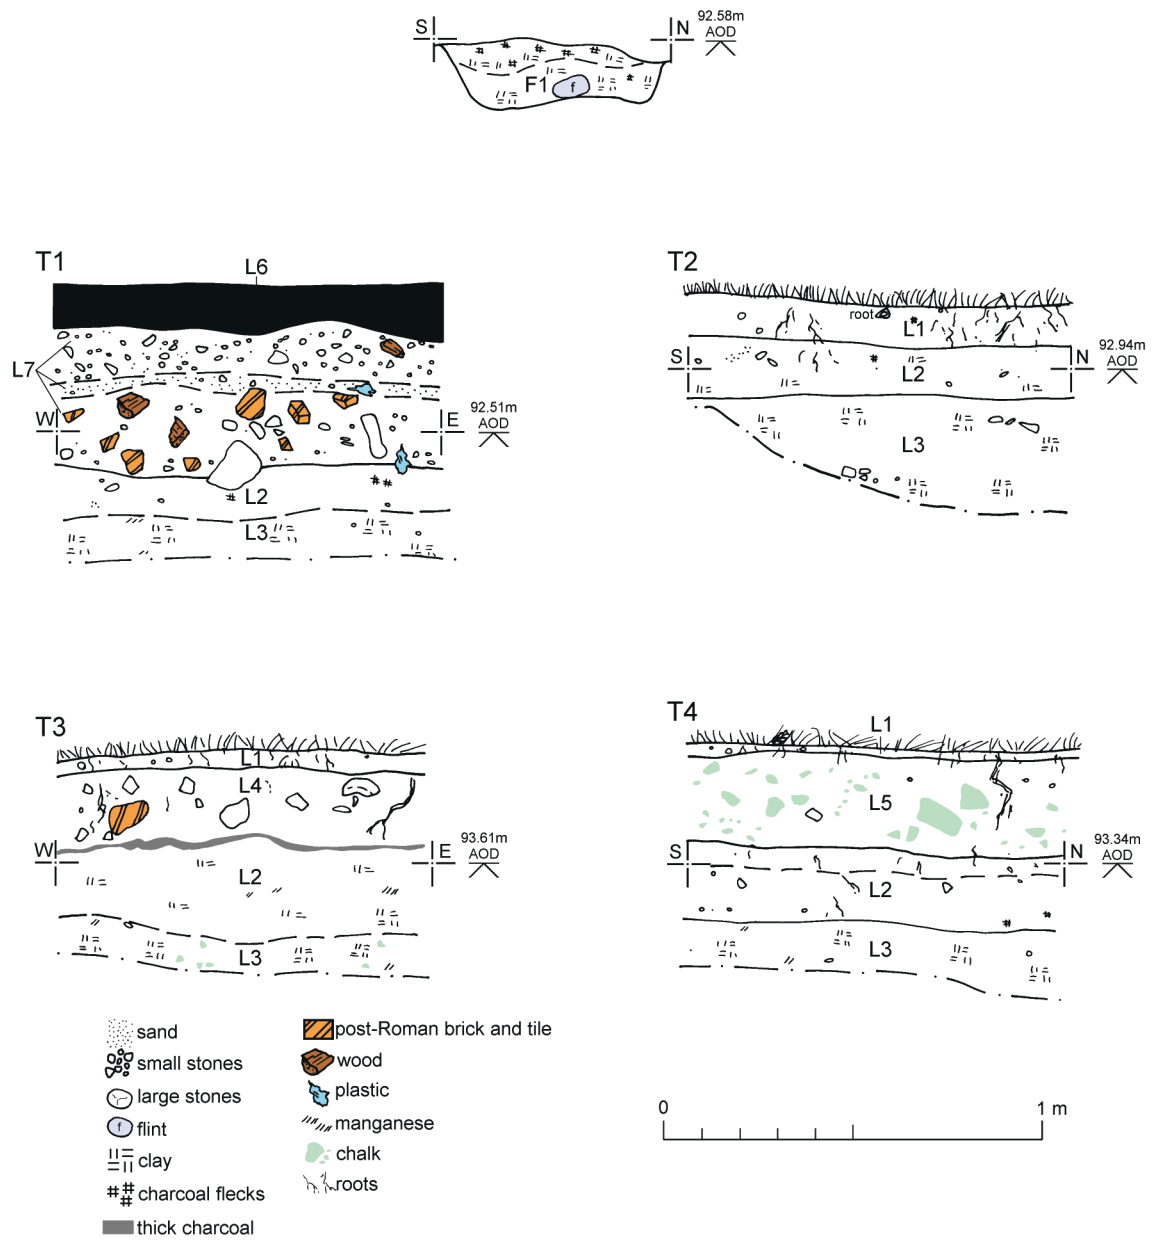 S
N
92.58m
AOD
F1
f
T1
L6
L7
W
E
92.51m
AOD
L2
L3
T2
root
L1
S
N
92.94m
AOD
L2
L3
T3
L1
L4
W
E
93.61m
AOD
L2
L3
T4
L1
L5
S
N
93.34m
AOD
L2
L3
sand
small stones
large stones
f flint
clay
charcoal flecks
thick charcoal
post-Roman brick and tile
wood
plastic
manganese
chalk
roots
0 1 m